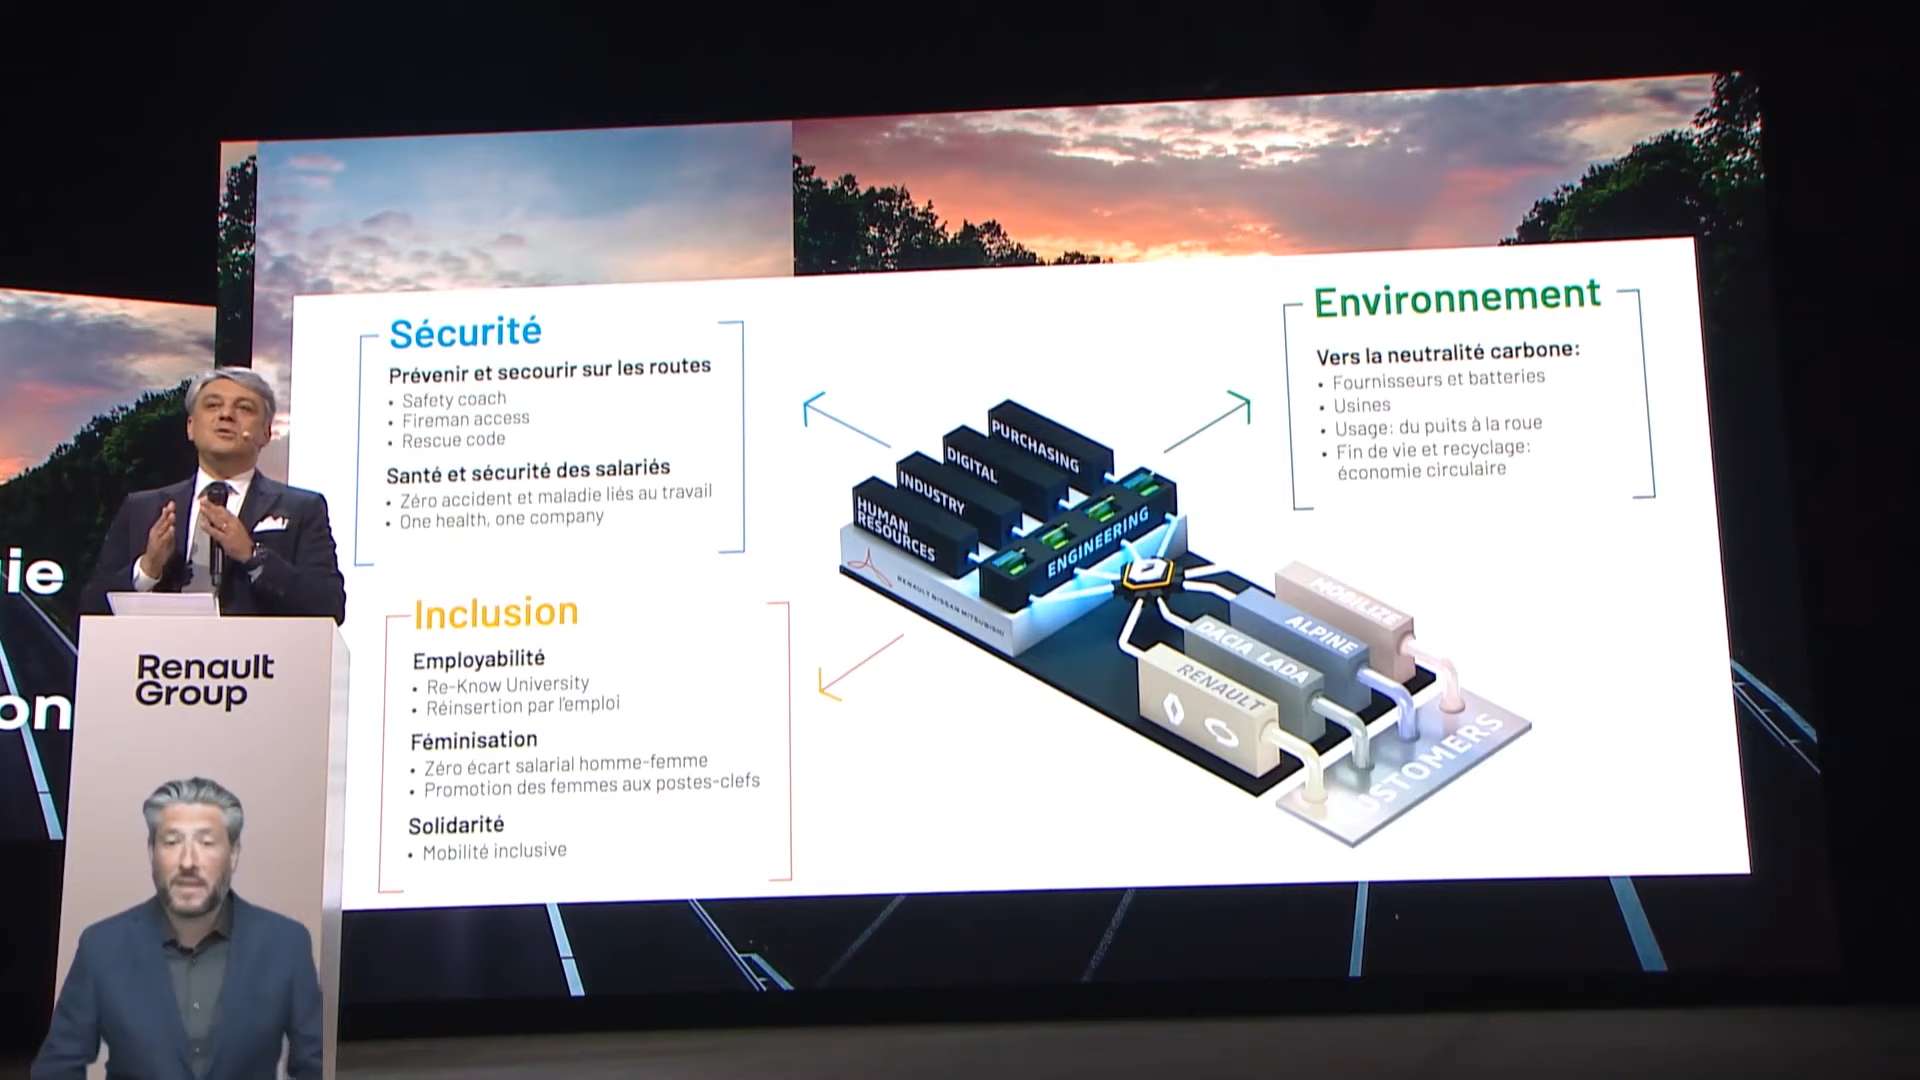 ie
on
Renault
Group
Sécurité
Prévenir et secourir sur les routes
• Safety coach
• Fireman access
• Rescue code
Santé et sécurité des salariés
• Zéro accident et maladie liés au travail
• One health, one company
Inclusion
Employabilité
• Re-Know University
• Réinsertion par l'emploi
Féminisation
• Zéro écart salarial homme-femme
• Promotion des femmes aux postes-clefs
Solidarité
• Mobilité inclusive
Environnement
Vers la neutralité carbone:
• Fournisseurs et batteries
• Usines
• Usage: du puits à la roue
• Fin de vie et recyclage:
économie circulaire
PURCHASING
DIGITAL
INDUSTRY
HUMAN
RESOURCES
ENGINEERING
RENAULT NISSAN MITSUBISHI
MOBILIZE
ALPINE
DACIA LADA
RENAULT
CUSTOMERS